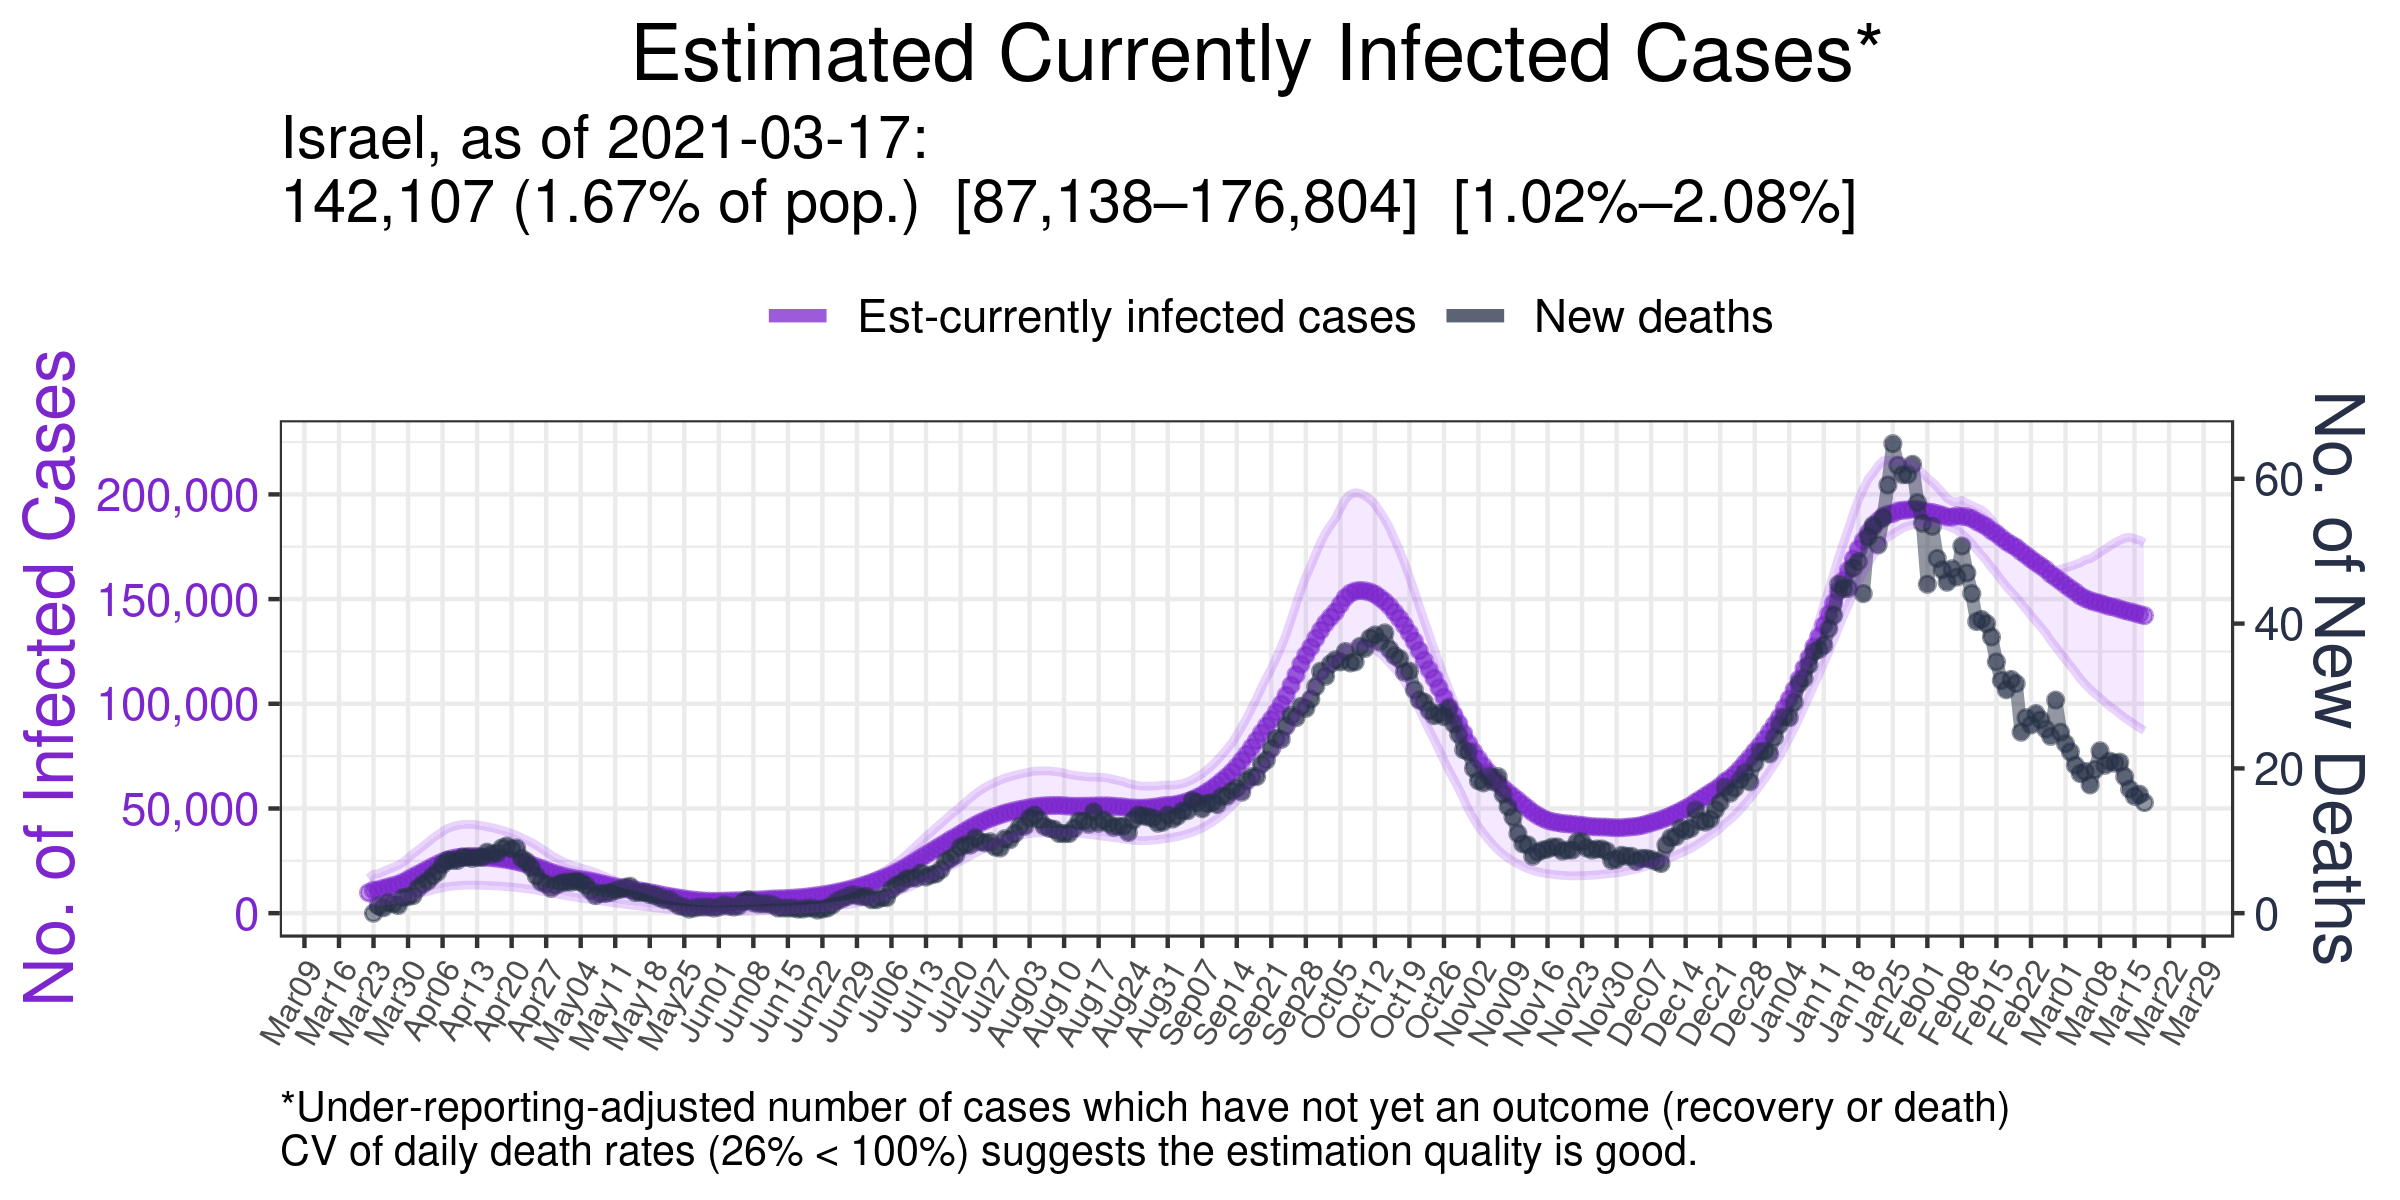 Estimated Currently Infected Cases*
Israel, as of 2021-03-17:
142,107 (1.67% of pop.) [87,138–176,804] [1.02%–2.08%]
Est-currently infected cases New deaths
No. of Infected Cases
200,000
150,000
100,000
50,000
0
60
40
20
0
No. of New Deaths
Mar09 Mar16 Mar23 Mar30 Apr06 Apr13 Apr20 Apr27 May04 May11 May18 May25 Jun01 Jun08 Jun15 Jun22 Jun29 Jul06 Jul13 Jul20 Jul27 Aug03 Aug10 Aug17 Aug24 Aug31 Sep07 Sep14 Sep21 Sep28 Oct05 Oct12 Oct19 Oct26 Nov02 Nov09 Nov16 Nov23 Nov30 Dec07 Dec14 Dec21 Dec28 Jan04 Jan11 Jan18 Jan25 Feb01 Feb08 Feb15 Feb22 Mar01 Mar08 Mar15 Mar22 Mar29
*Under-reporting-adjusted number of cases which have not yet an outcome (recovery or death)
CV of daily death rates (26% < 100%) suggests the estimation quality is good.